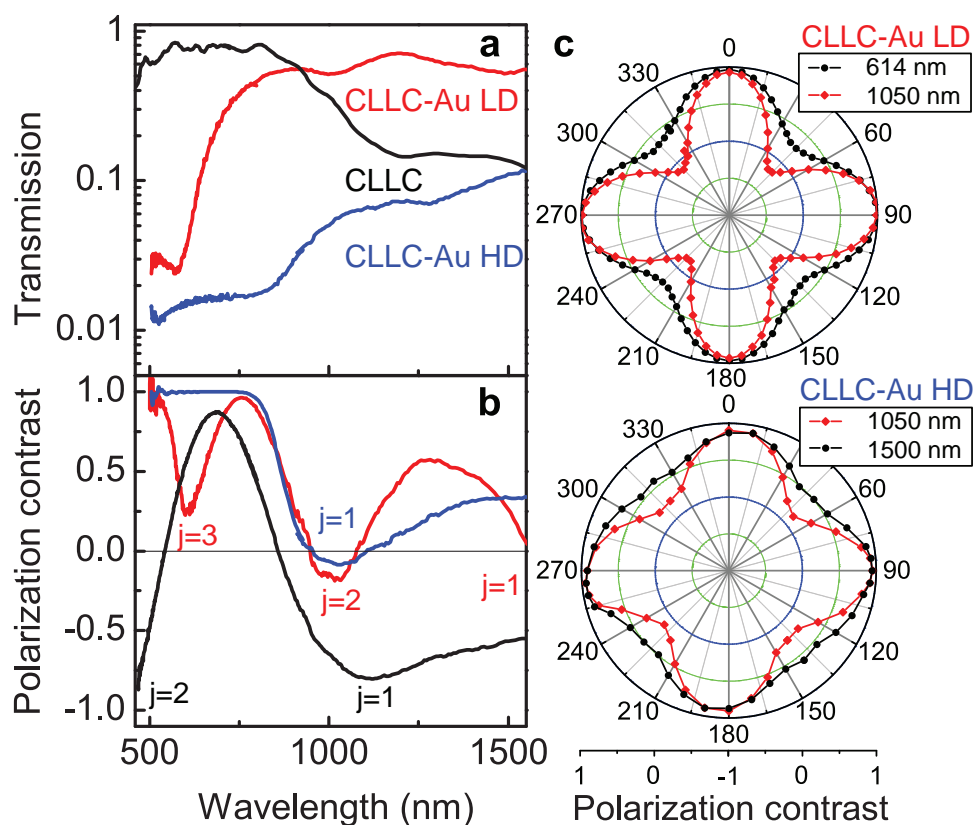 a
1
0.1
0.01
Transmission
CLLC-Au LD
CLLC
CLLC-Au HD
b
1.0
0.5
0.0
-0.5
-1.0
Polarization contrast
j=3
j=1
j=2
j=1
j=2
j=1
500
1000
1500
Wavelength (nm)
c
CLLC-Au LD
614 nm
1050 nm
0
330
300
60
270
90
240
120
210
150
180
CLLC-Au HD
1050 nm
1500 nm
0
330
300
60
270
90
240
120
210
150
180
1 0 -1 0 1
Polarization contrast